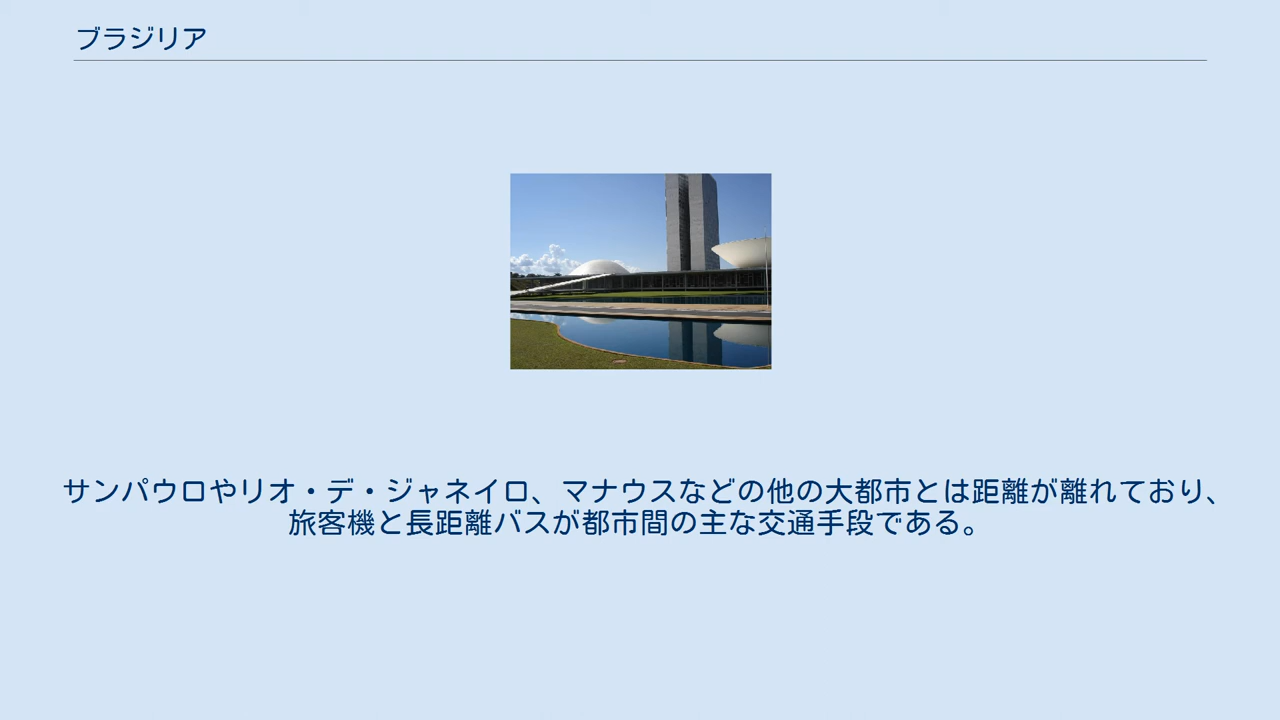 ブラジリア
サンパウロやリオ・デ・ジャネイロ、マナウスなどの他の大都市とは距離が離れており、
旅客機と長距離バスが都市間の主な交通手段である。